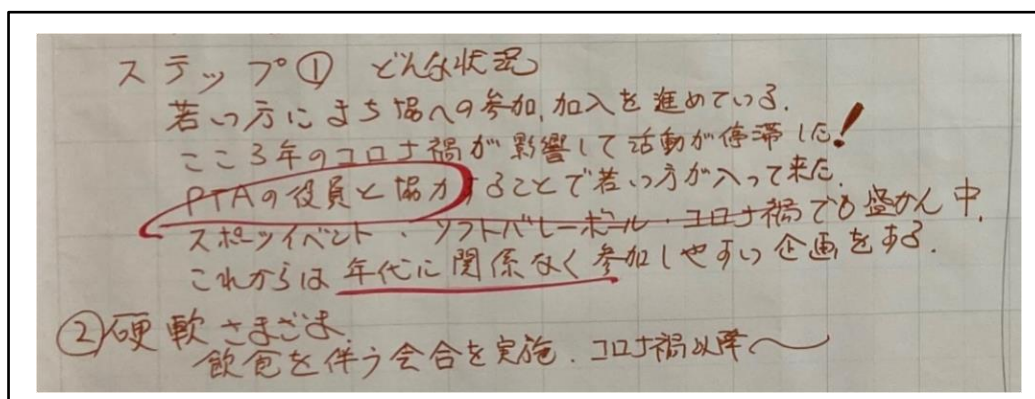 ステップ① どんな状況
若い方にまち協への参加、加入を進めている.
ここ3年のコロナ禍が影響して活動が停滞した!
PTAの役員と協力することで若い方が入って来た.
スポーツイベント・ソフトバレーボール・コロナ禍でも盛かん中.
これからは年代に関係なく参加しやすい企画をする.
②硬軟さまざま
飲食を伴う会合を実施.コロナ禍以降〜